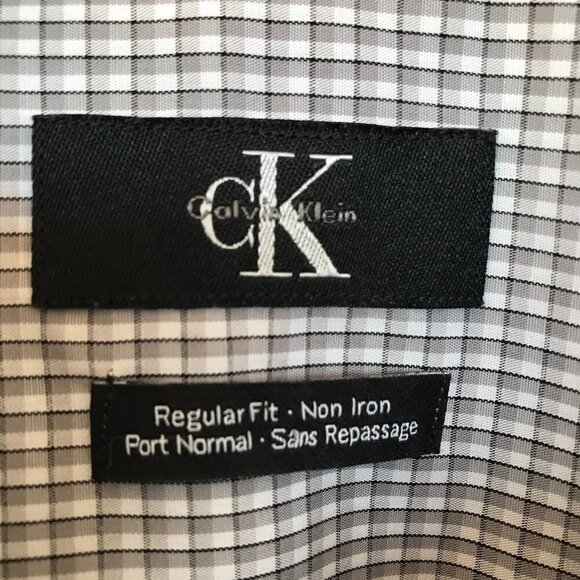 CK
Calvin Klein
Regular Fit · Non Iron
Port Normal · Sans Repassage